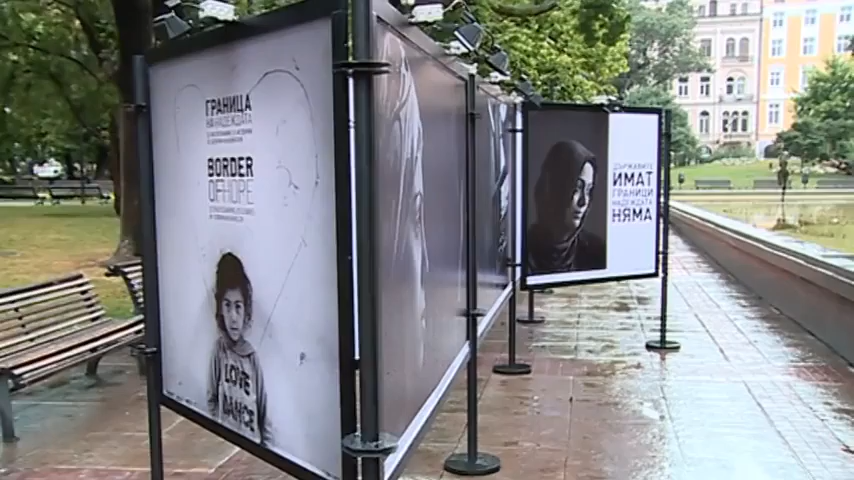 ГРАНИЦА
НА НАДЕЖДАТА
BORDER
OF HOPE
LOVE
DANCE
ДЪРЖАВИТЕ
ИМАТ
ГРАНИЦИ
НАДЕЖДАТА
НЯМА